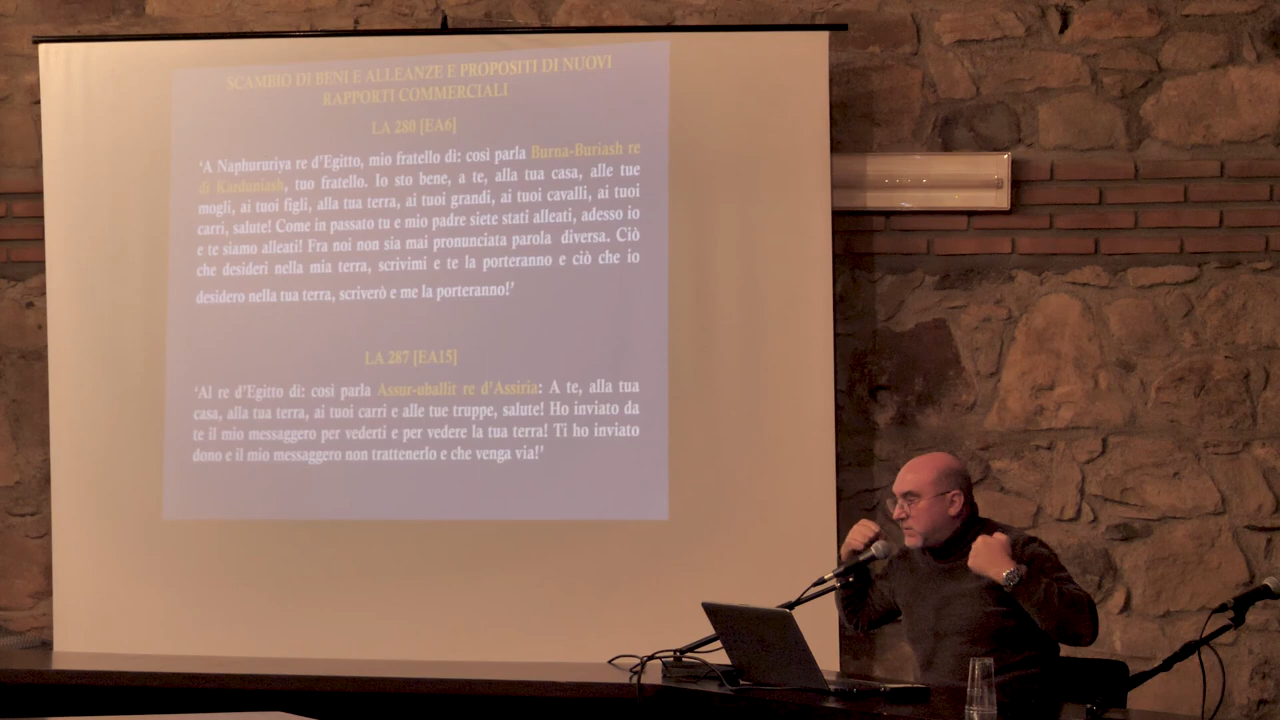 SCAMBIO DI BENI E ALLEANZE E PROPOSITI DI NUOVI
RAPPORTI COMMERCIALI
LA 280 [EA6]
‘A Naphururiya re d’Egitto, mio fratello di: così parla Burna-Buriash re
di Karduniash, tuo fratello. Io sto bene, a te, alla tua casa, alle tue
mogli, ai tuoi figli, alla tua terra, ai tuoi grandi, ai tuoi cavalli, ai tuoi
carri, salute! Come in passato tu e mio padre siete stati alleati, adesso io
e te siamo alleati! Fra noi non sia mai pronunciata parola diversa. Ciò
che desideri nella mia terra, scrivimi e te la porteranno e ciò che io
desidero nella tua terra, scriverò e me la porteranno!’
LA 287 [EA15]
‘Al re d’Egitto di: così parla Assur-uballit re d’Assiria: A te, alla tua
casa, alla tua terra, ai tuoi carri e alle tue truppe, salute! Ho inviato da
te il mio messaggero per vederti e per vedere la tua terra! Ti ho inviato
dono e il mio messaggero non trattenerlo e che venga via!’